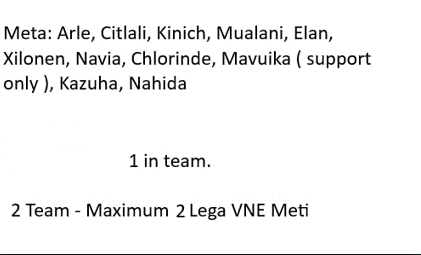 Meta: Arle, Citlali, Kinich, Mualani, Elan,
Xilonen, Navia, Chlorinde, Mavuika ( support
only ), Kazuha, Nahida
1 in team.
2 Team - Maximum 2 Lega VNE Meti